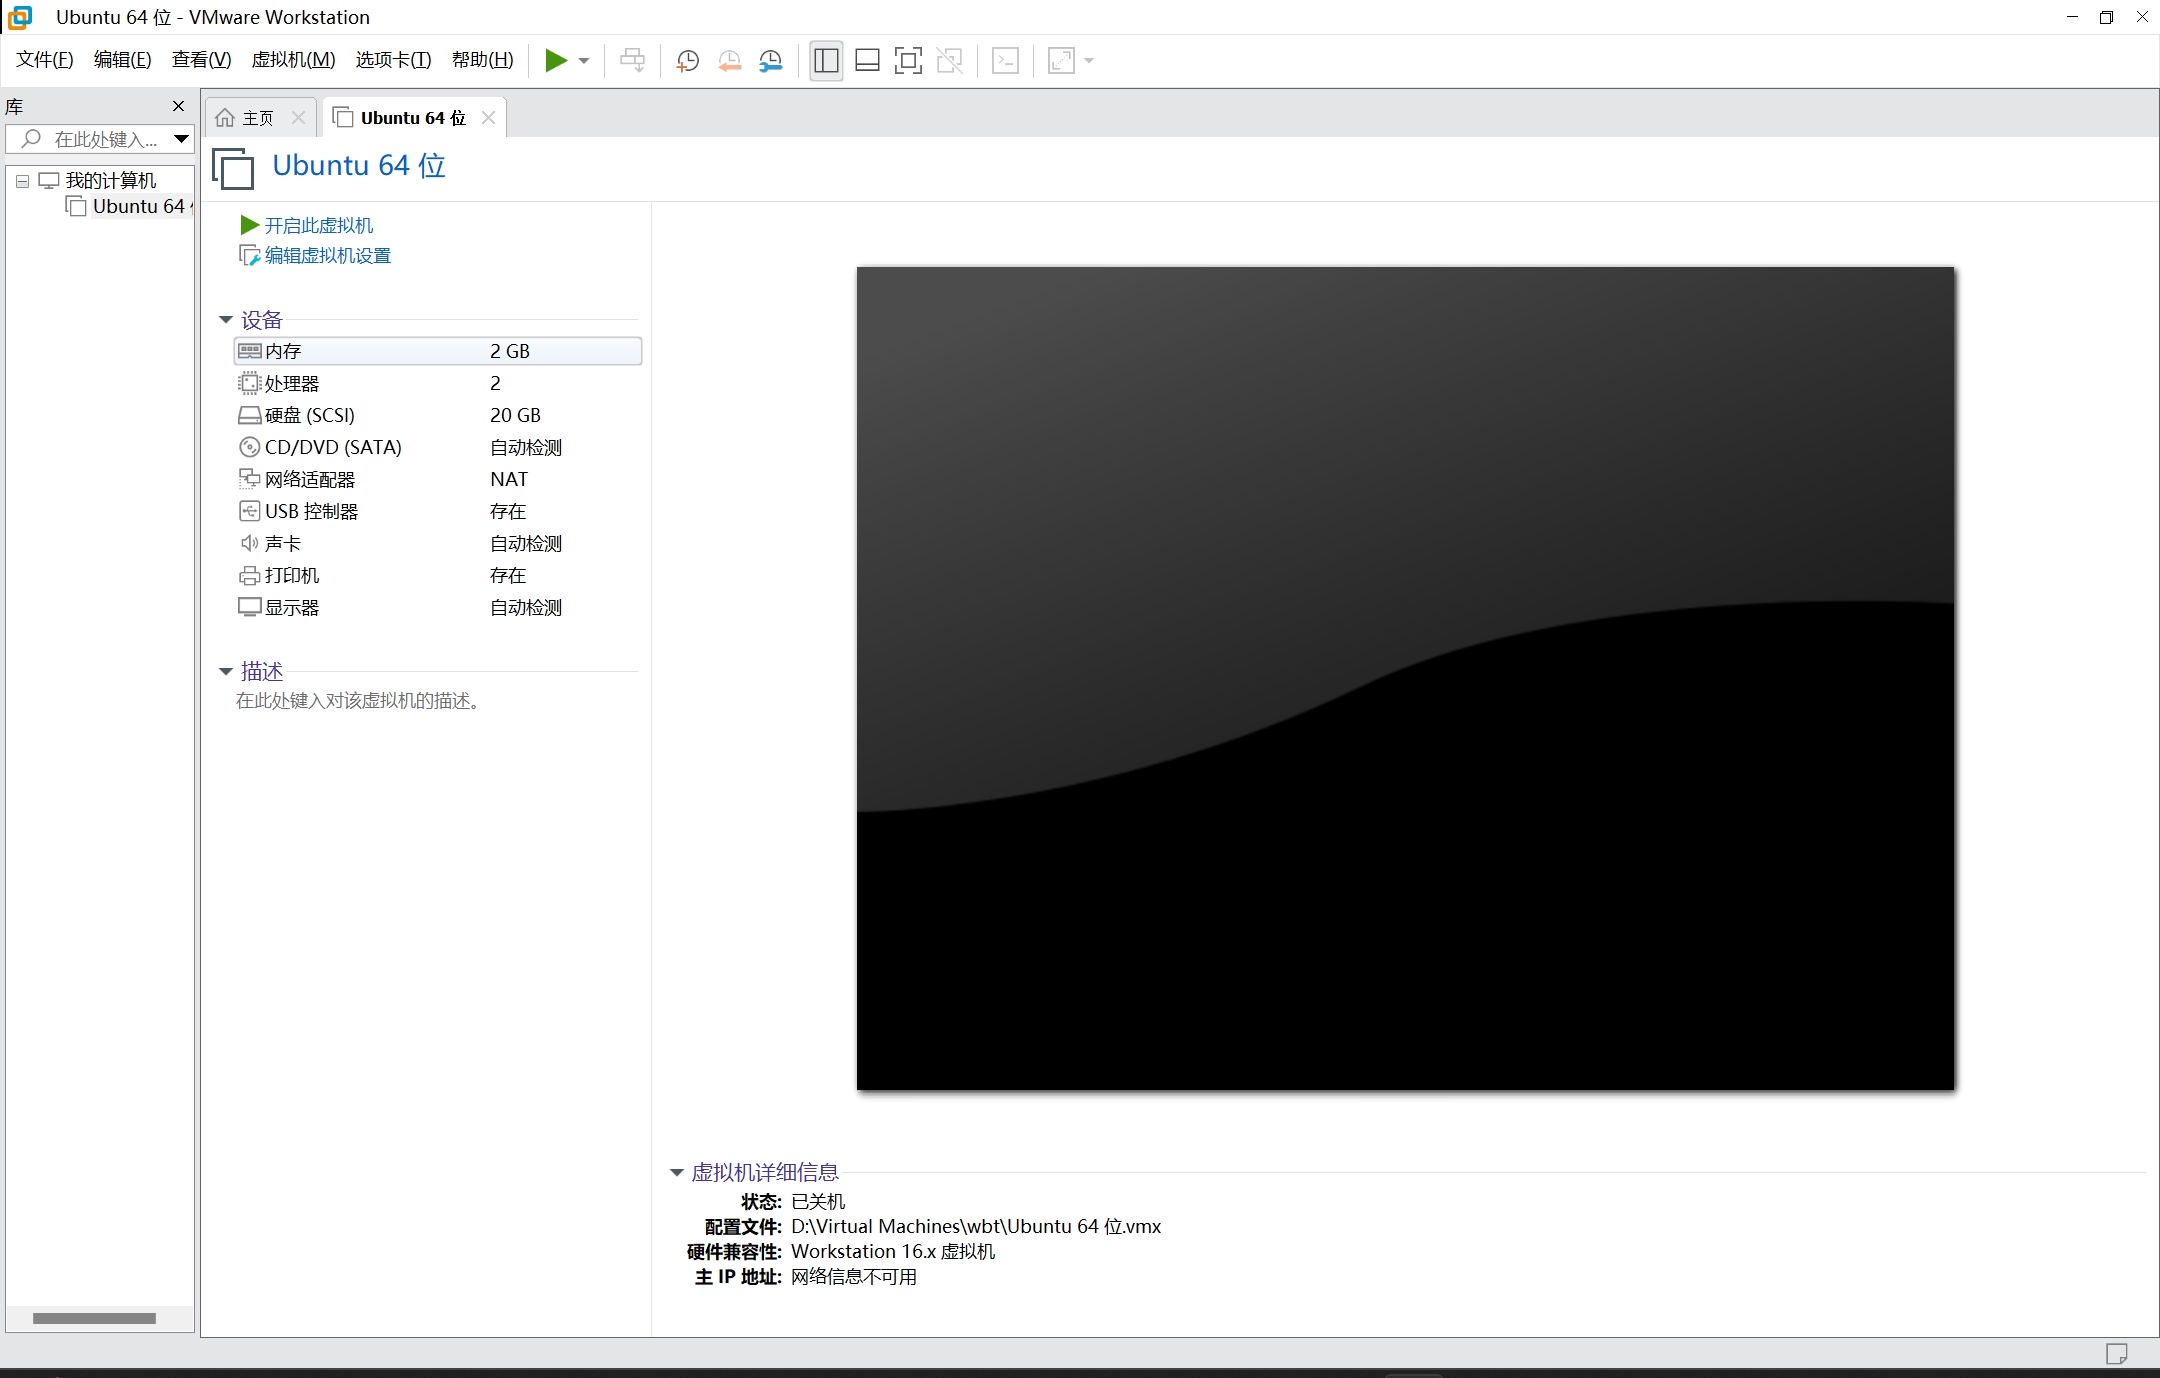 Ubuntu 64 位 - VMware Workstation
文件(F) 编辑(E) 查看(V) 虚拟机(M) 选项卡(T) 帮助(H)
库
在此处键入...
我的计算机
Ubuntu 64
主页
Ubuntu 64 位
Ubuntu 64 位
开启此虚拟机
编辑虚拟机设置
设备
内存 2 GB
处理器 2
硬盘 (SCSI) 20 GB
CD/DVD (SATA) 自动检测
网络适配器 NAT
USB 控制器 存在
声卡 自动检测
打印机 存在
显示器 自动检测
描述
在此处键入对该虚拟机的描述。
虚拟机详细信息
状态: 已关机
配置文件: D:\Virtual Machines\wbt\Ubuntu 64 位.vmx
硬件兼容性: Workstation 16.x 虚拟机
主 IP 地址: 网络信息不可用